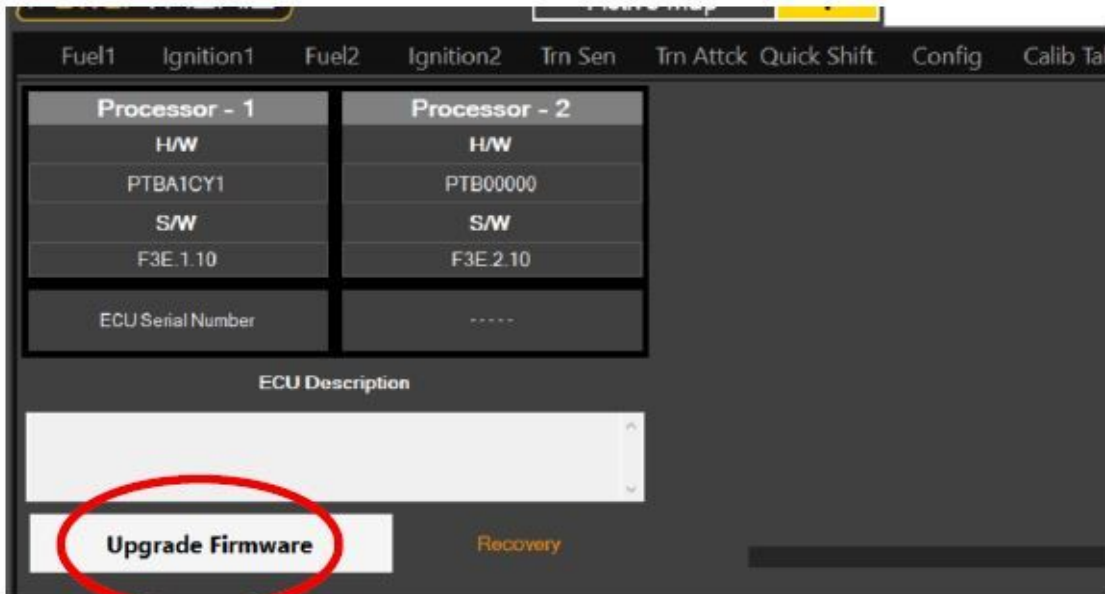 Fuel1 Ignition1 Fuel2 Ignition2 Trn Sen Trn Attck Quick Shift Config Calib
Processor - 1 Processor - 2
H/W H/W
PTBA1CY1 PTB00000
S/W S/W
F3E.1.10 F3E.2.10
ECU Serial Number -----
ECU Description
Upgrade Firmware Recovery